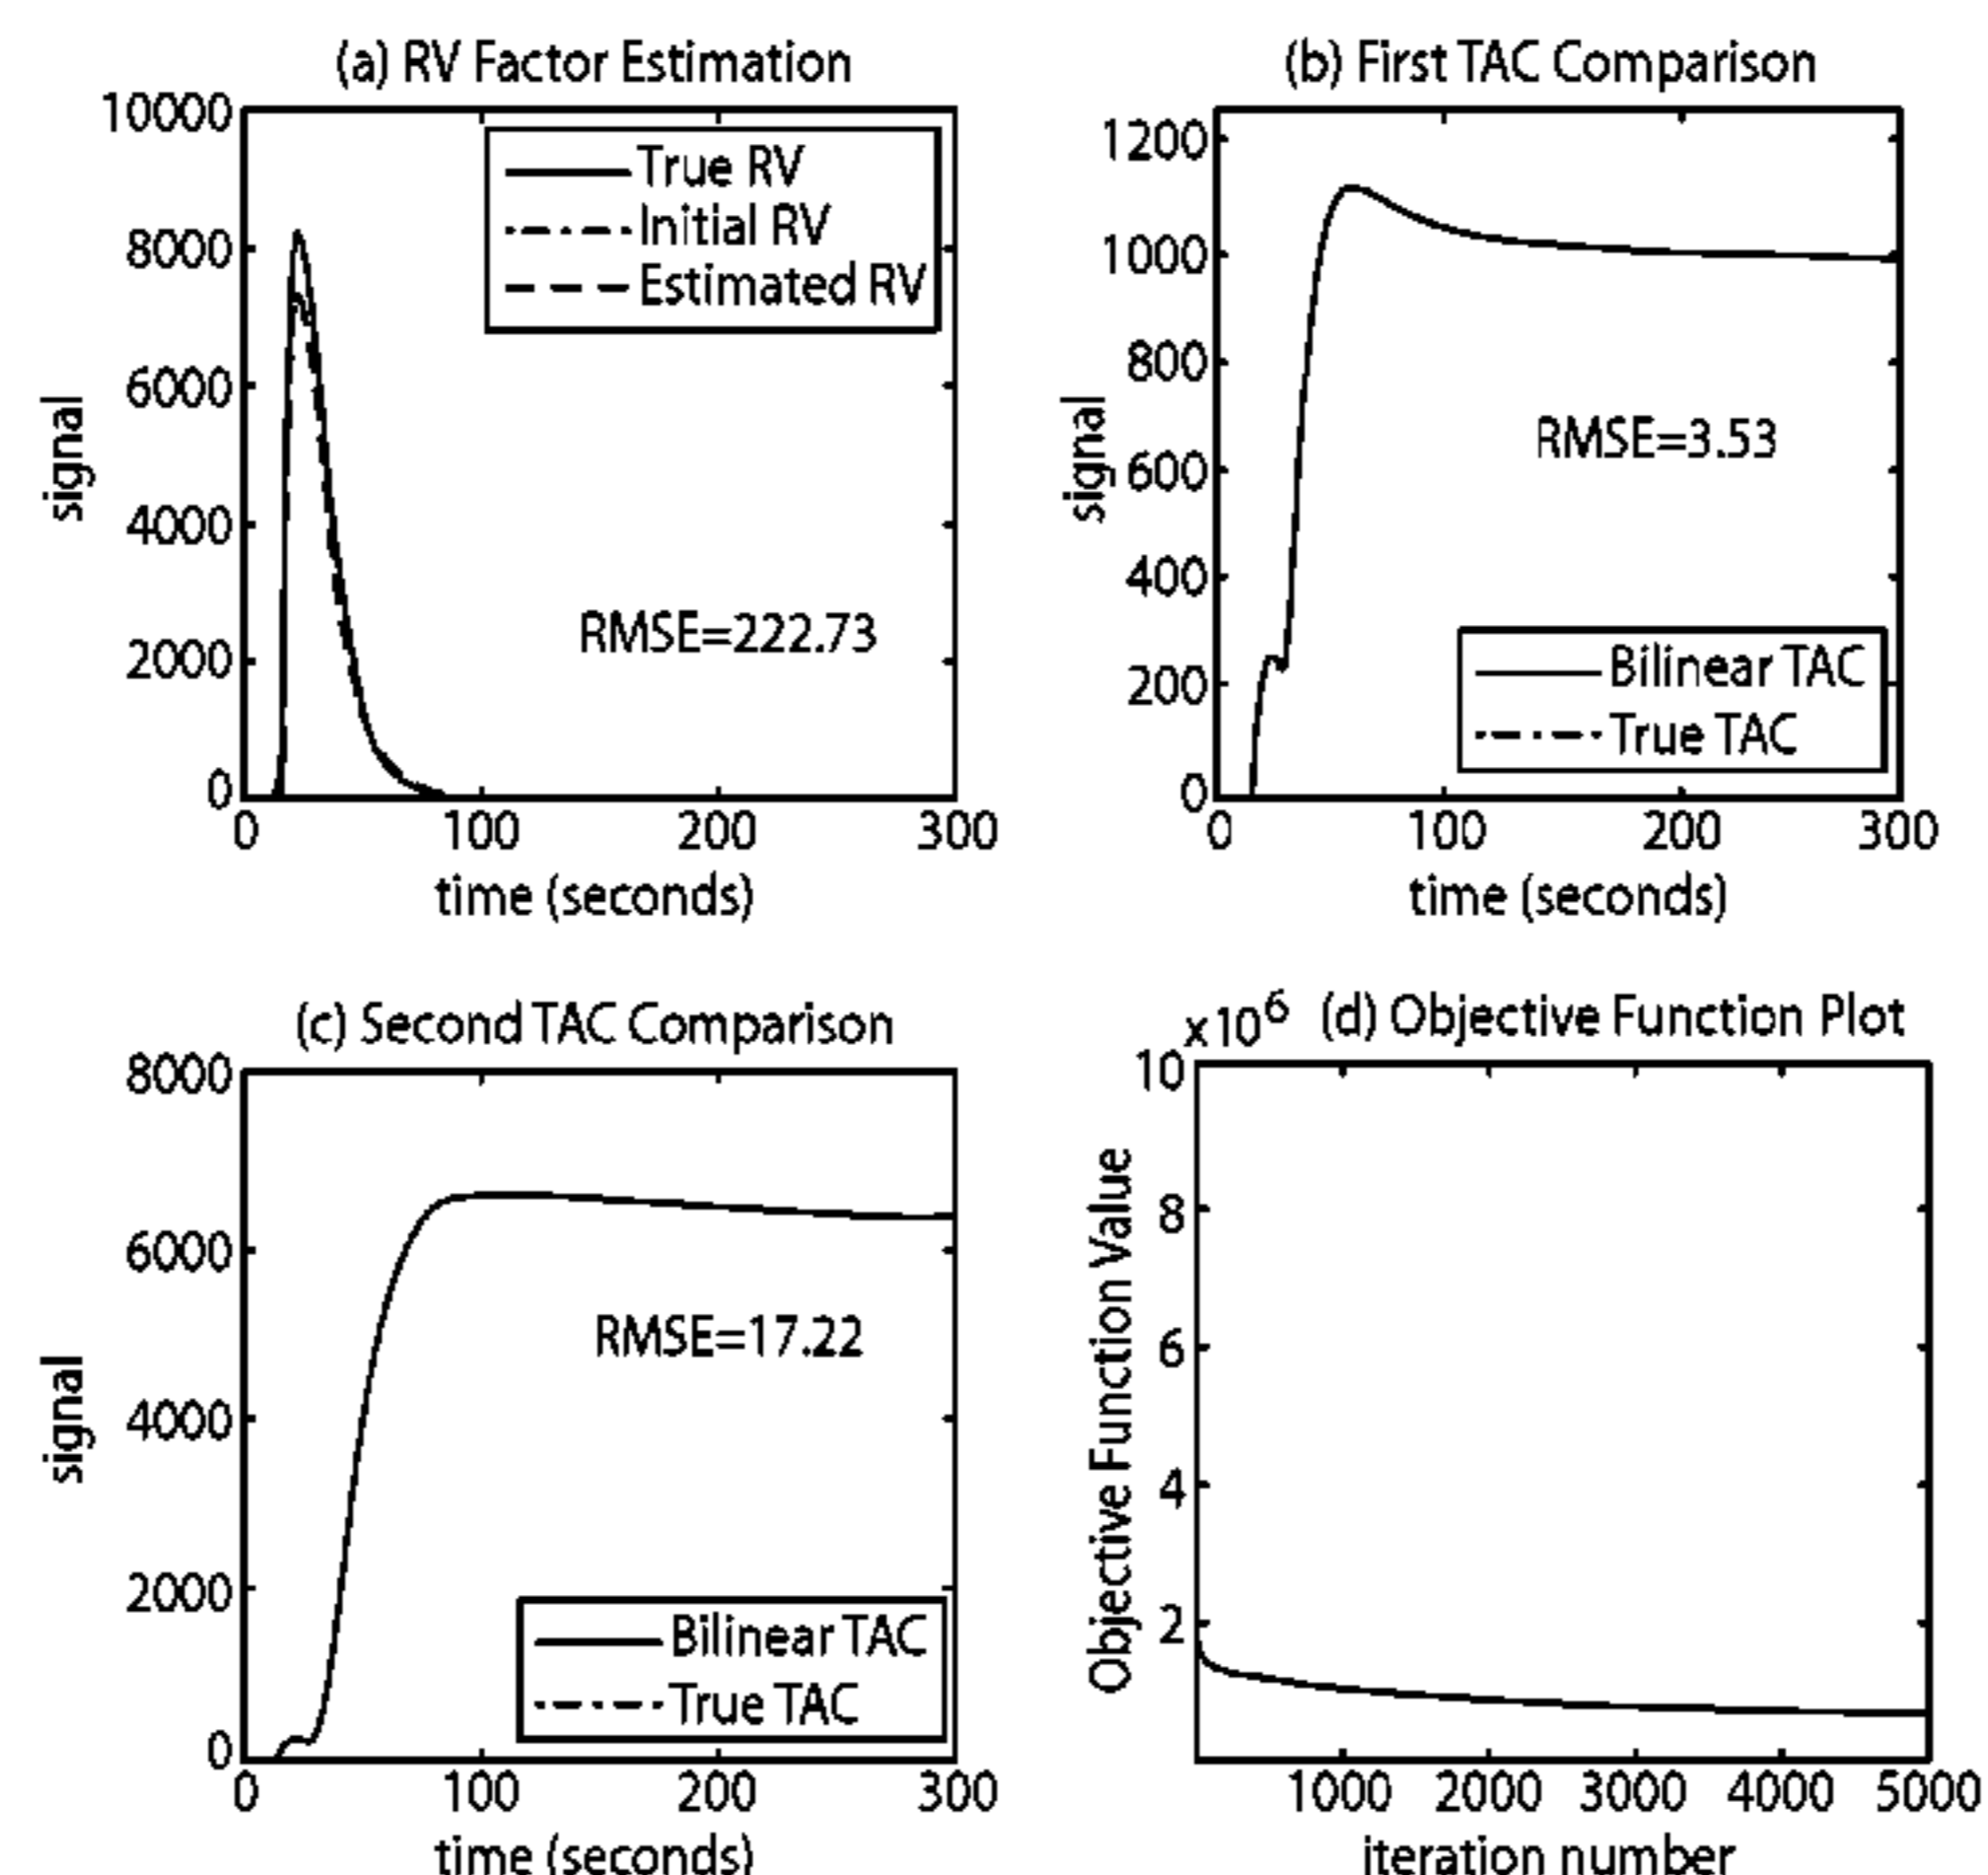 (a) RV Factor Estimation
10000
8000
6000
4000
2000
0
signal
True RV
Initial RV
Estimated RV
RMSE=222.73
0 100 200 300
time (seconds)
(b) First TAC Comparison
1200
1000
800
600
400
200
0
signal
RMSE=3.53
Bilinear TAC
True TAC
0 100 200 300
time (seconds)
(c) Second TAC Comparison
8000
6000
4000
2000
0
signal
RMSE=17.22
Bilinear TAC
True TAC
0 100 200 300
time (seconds)
x10^6 (d) Objective Function Plot
10
8
6
4
2
Objective Function Value
1000 2000 3000 4000 5000
iteration number